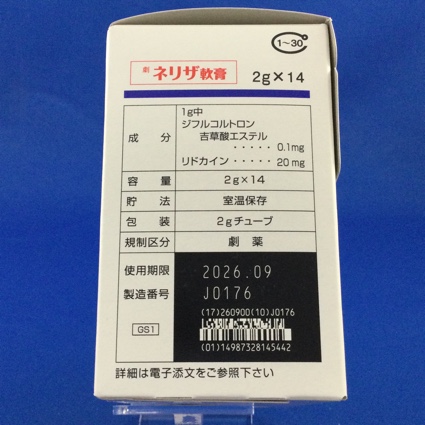 1~30℃
劇 ネリザ軟膏 2g×14
成分
1g中
ジフルコルトロン
吉草酸エステル
・・・・・ 0.1mg
リドカイン・・・・・ 20mg
容量 2g×14
貯法 室温保存
包装 2gチューブ
規制区分 劇薬
使用期限 2026.09
製造番号 J0176
(17)260900(10)J0176
GS1
(01)14987328145442
詳細は電子添文をご参照下さい